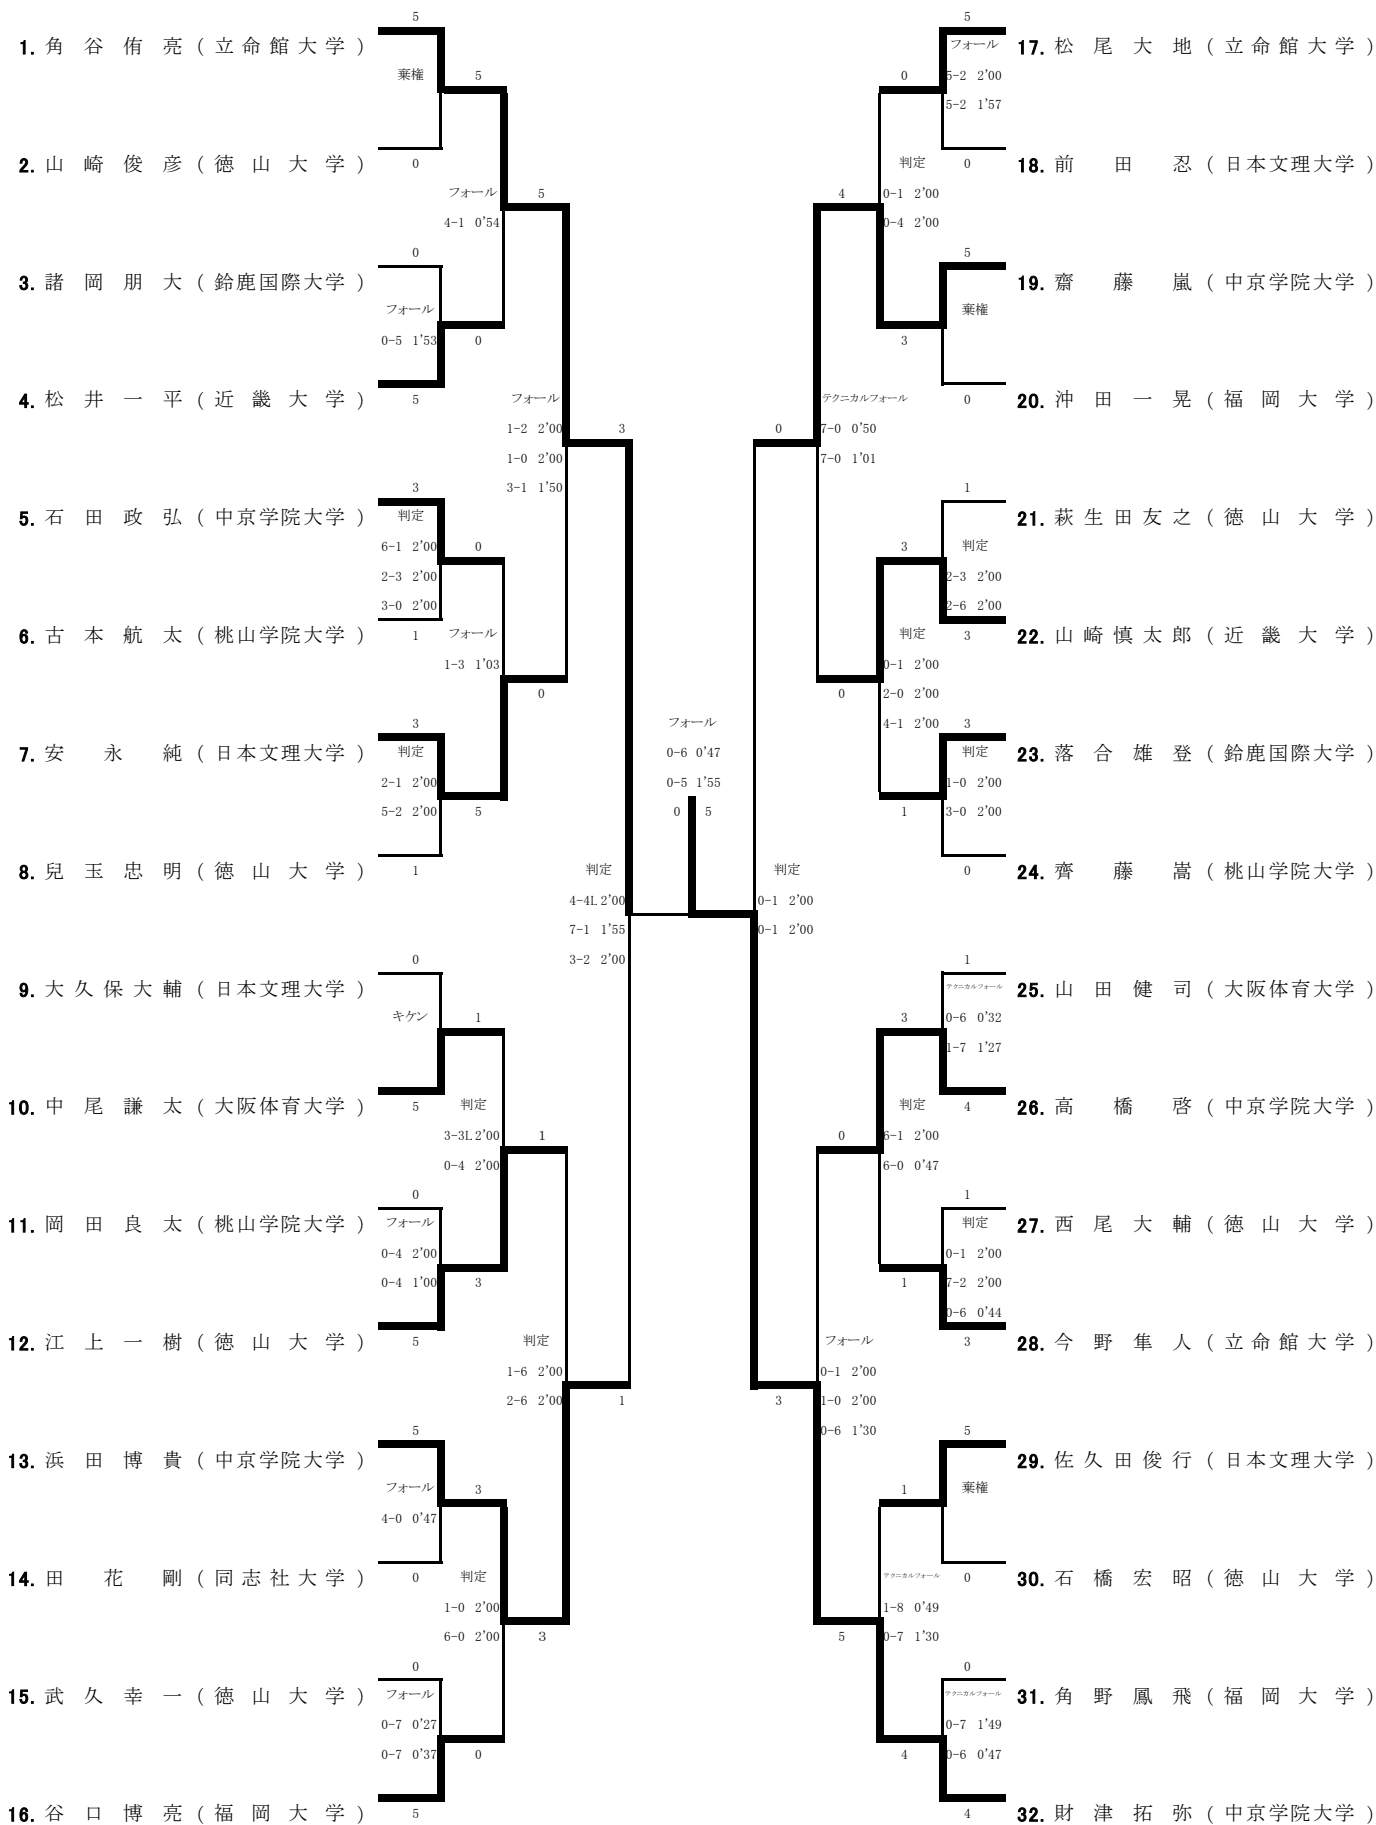 5
1. 角谷侑亮 (立命館大学)
棄権
5
2. 山崎俊彦 (徳山大学)
0
フォール
5
4-1 0'54
0
3. 諸岡朋大 (鈴鹿国際大学)
フォール
0-5 1'53
0
4. 松井一平 (近畿大学)
5
フォール
1-2 2'00
3
1-0 2'00
3-1 1'50
3
5. 石田政弘 (中京学院大学)
判定
6-1 2'00
0
2-3 2'00
3-0 2'00
6. 古本航太 (桃山学院大学)
1
フォール
1-3 1'03
0
3
7. 安永純 (日本文理大学)
判定
2-1 2'00
5-2 2'00
5
8. 兒玉忠明 (徳山大学)
1
判定
4-4L 2'00
7-1 1'55
3-2 2'00
0
9. 大久保大輔 (日本文理大学)
キケン
1
10. 中尾謙太 (大阪体育大学)
5
判定
3-3L 2'00
1
0-4 2'00
0
11. 岡田良太 (桃山学院大学)
フォール
0-4 2'00
0-4 1'00
3
12. 江上一樹 (徳山大学)
5
判定
1-6 2'00
2-6 2'00
1
5
13. 浜田博貴 (中京学院大学)
フォール
3
4-0 0'47
14. 田花剛 (同志社大学)
0
判定
1-0 2'00
6-0 2'00
3
0
15. 武久幸一 (徳山大学)
フォール
0-7 0'27
0-7 0'37
0
16. 谷口博亮 (福岡大学)
5
フォール
0-6 0'47
0-5 1'55
0 5
5
フォール
17. 松尾大地 (立命館大学)
0
5-2 2'00
5-2 1'57
判定
0
18. 前田忍 (日本文理大学)
4
0-1 2'00
0-4 2'00
5
19. 齋藤嵐 (中京学院大学)
棄権
3
0
20. 沖田一晃 (福岡大学)
テクニカルフォール
0
7-0 0'50
7-0 1'01
1
21. 萩生田友之 (徳山大学)
3
判定
2-3 2'00
2-6 2'00
3
22. 山崎慎太郎 (近畿大学)
判定
0-1 2'00
0
2-0 2'00
4-1 2'00
3
23. 落合雄登 (鈴鹿国際大学)
判定
1-0 2'00
1
3-0 2'00
0
24. 齊藤嵩 (桃山学院大学)
判定
0-1 2'00
0-1 2'00
1
25. 山田健司 (大阪体育大学)
テクニカルフォール
3
0-6 0'32
1-7 1'27
4
26. 高橋啓 (中京学院大学)
判定
0
6-1 2'00
6-0 0'47
1
27. 西尾大輔 (徳山大学)
判定
0-1 2'00
1
7-2 2'00
0-6 0'44
3
28. 今野隼人 (立命館大学)
フォール
0-1 2'00
3
1-0 2'00
0-6 1'30
5
29. 佐久田俊行 (日本文理大学)
1
棄権
0
30. 石橋宏昭 (徳山大学)
テクニカルフォール
1-8 0'49
5
0-7 1'30
0
31. 角野鳳飛 (福岡大学)
テクニカルフォール
0-7 1'49
4
0-6 0'47
4
32. 財津拓弥 (中京学院大学)